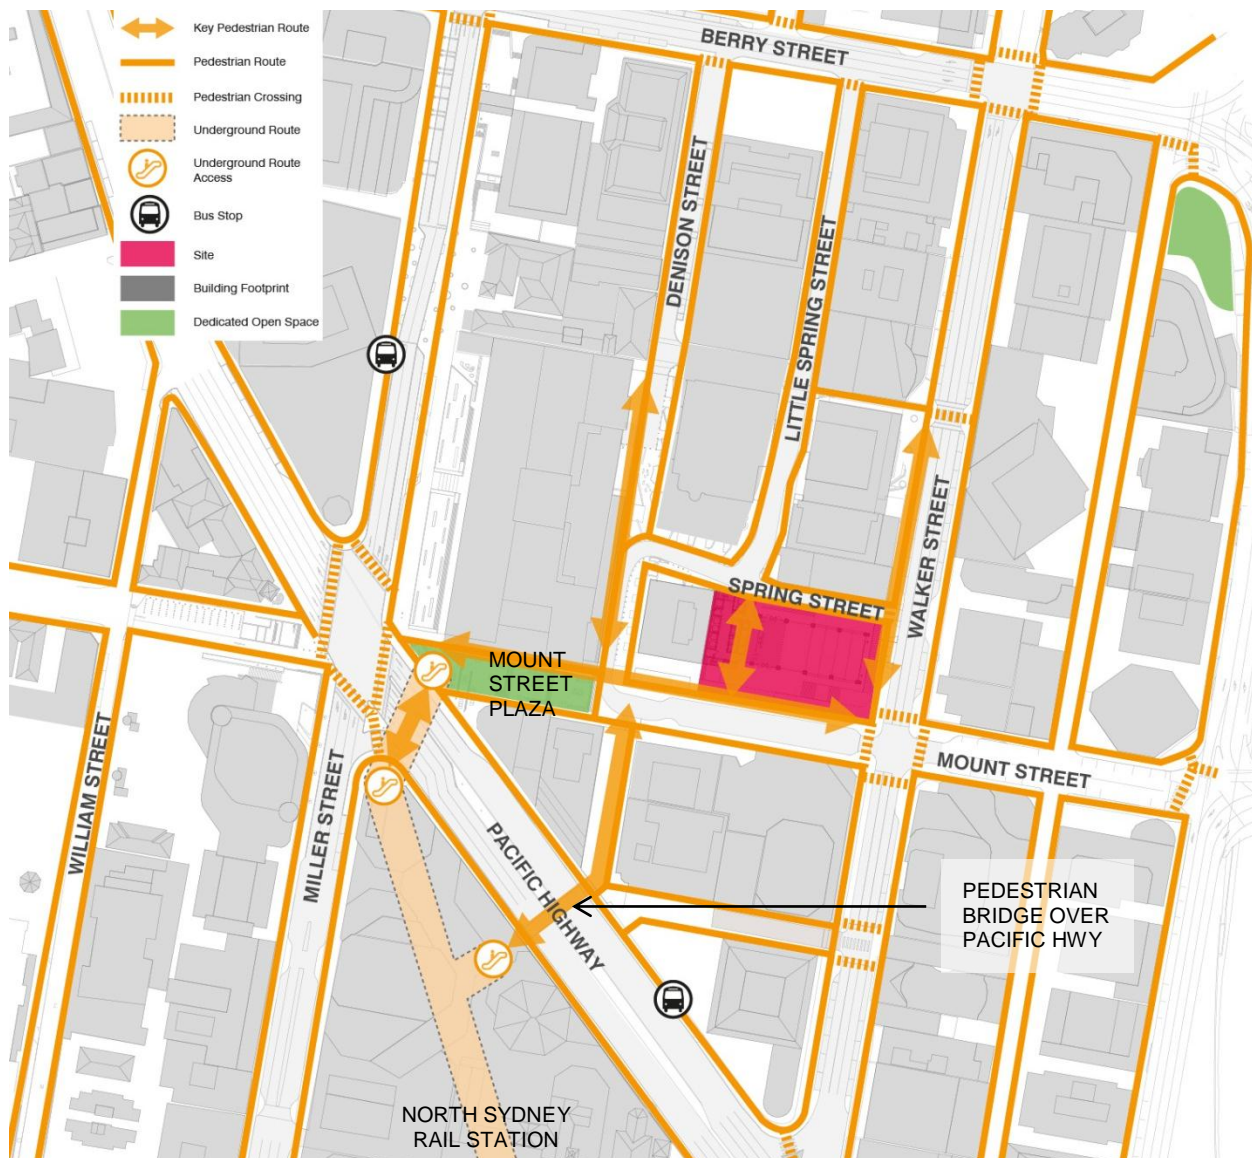 Key Pedestrian Route
Pedestrian Route
Pedestrian Crossing
Underground Route
Underground Route
Access
Bus Stop
Site
Building Footprint
Dedicated Open Space
BERRY STREET
DENISON STREET
LITTLE SPRING STREET
WALKER STREET
SPRING STREET
MOUNT
STREET
PLAZA
MOUNT STREET
WILLIAM STREET
MILLER STREET
PACIFIC HIGHWAY
PEDESTRIAN
BRIDGE OVER
PACIFIC HWY
NORTH SYDNEY
RAIL STATION